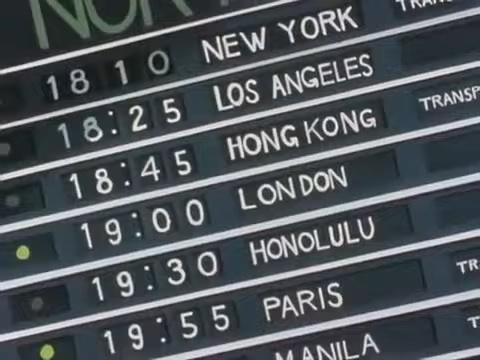 18 10 NEW YORK
18:25 LOS ANGELES
18:45 HONG KONG
19:00 LONDON
19:30 HONOLULU
19:55 PARIS
MANILA